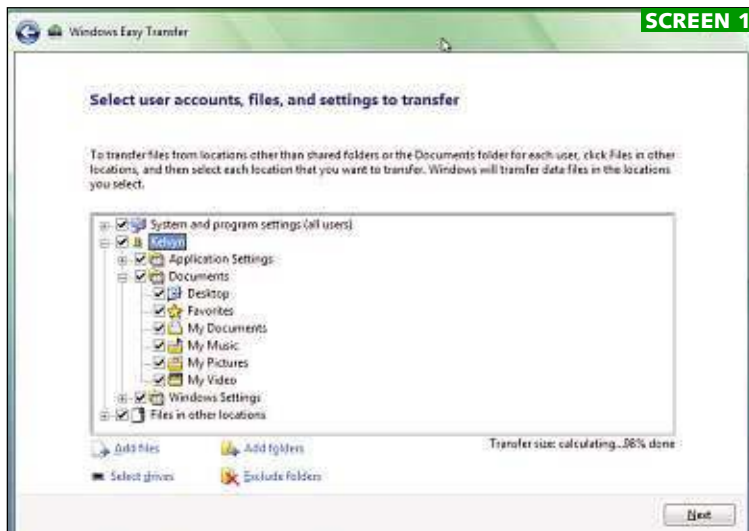 SCREEN 1
Windows Easy Transfer
Select user accounts, files, and settings to transfer
To transfer files from locations other than shared folders or the Documents folder for each user, click Files in other
locations, and then select each location that you want to transfer. Windows will transfer data files in the locations
you select.
System and program settings (all users)
Kelvyn
Application Settings
Documents
Desktop
Favorites
My Documents
My Music
My Pictures
My Video
Windows Settings
Files in other locations
Add files
Add folders
Transfer size: calculating...98% done
Select drives
Exclude folders
Next